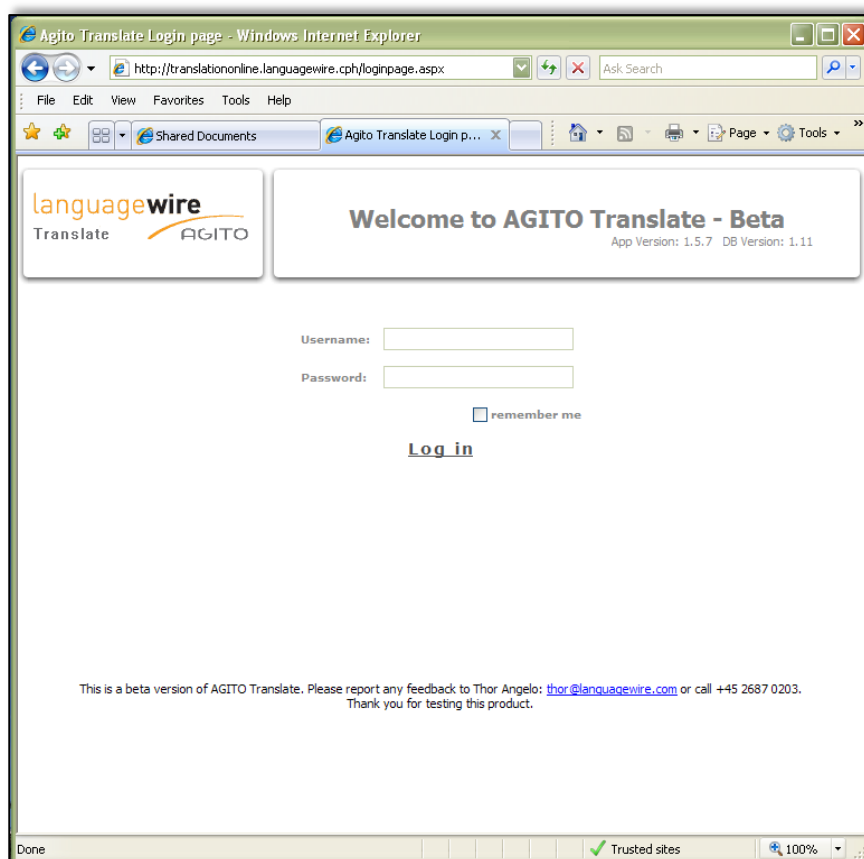 Agito Translate Login page - Windows Internet Explorer
http://translationonline.languagewire.cph/loginpage.aspx
Ask Search
File Edit View Favorites Tools Help
Shared Documents
Agito Translate Login p...
Page
Tools
languagewire
Translate AGITO
Welcome to AGITO Translate - Beta
App Version: 1.5.7 DB Version: 1.11
Username:
Password:
remember me
Log in
This is a beta version of AGITO Translate. Please report any feedback to Thor Angelo: thor@languagewire.com or call +45 2687 0203.
Thank you for testing this product.
Done
Trusted sites
100%